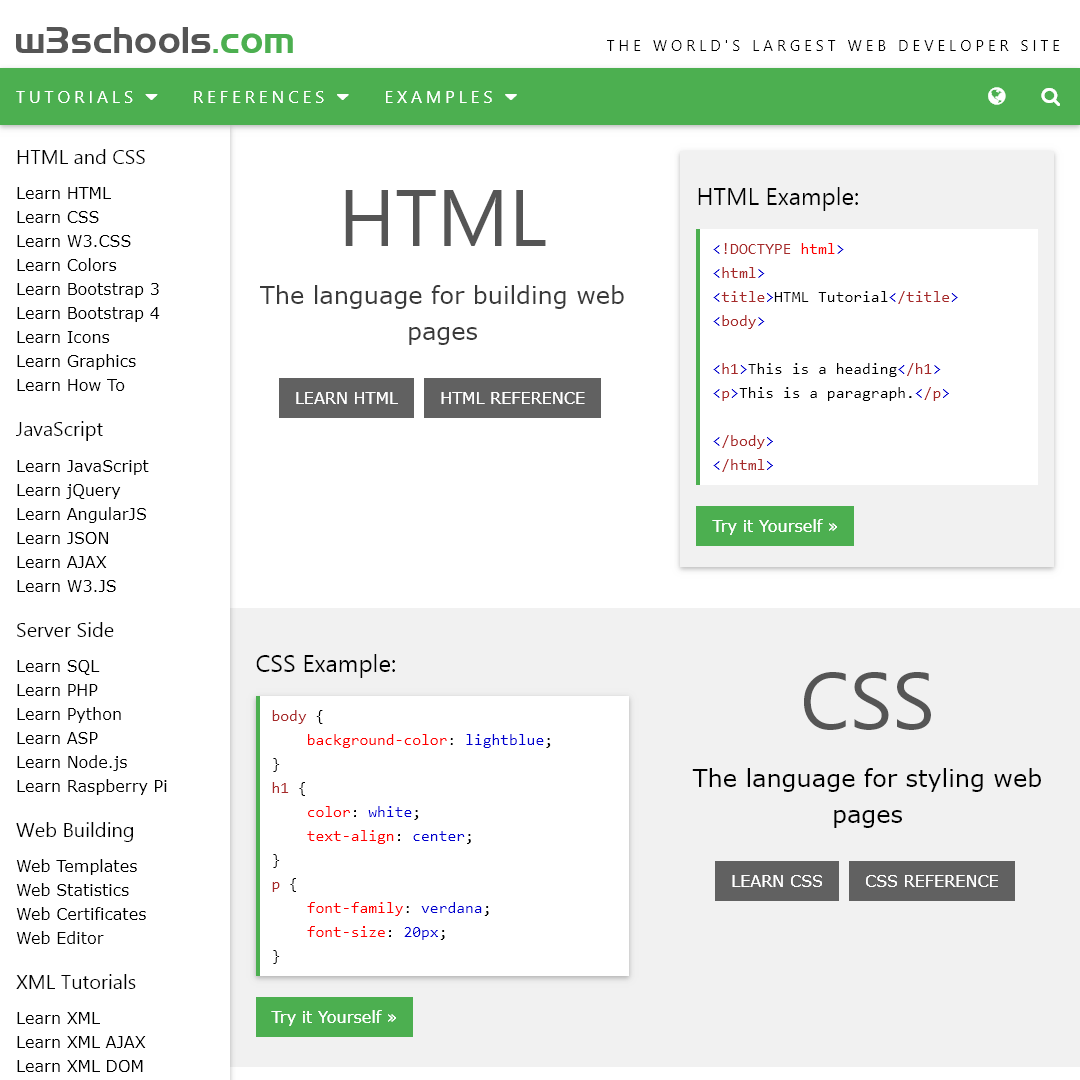 w3schools.com
THE WORLD'S LARGEST WEB DEVELOPER SITE
TUTORIALS REFERENCES EXAMPLES
HTML and CSS
Learn HTML
Learn CSS
Learn W3.CSS
Learn Colors
Learn Bootstrap 3
Learn Bootstrap 4
Learn Icons
Learn Graphics
Learn How To
JavaScript
Learn JavaScript
Learn jQuery
Learn AngularJS
Learn JSON
Learn AJAX
Learn W3.JS
Server Side
Learn SQL
Learn PHP
Learn Python
Learn ASP
Learn Node.js
Learn Raspberry Pi
Web Building
Web Templates
Web Statistics
Web Certificates
Web Editor
XML Tutorials
Learn XML
Learn XML AJAX
Learn XML DOM
HTML
The language for building web
pages
LEARN HTML HTML REFERENCE
HTML Example:
<!DOCTYPE html>
<html>
<title>HTML Tutorial</title>
<body>
<h1>This is a heading</h1>
<p>This is a paragraph.</p>
</body>
</html>
Try it Yourself »
CSS Example:
body {
background-color: lightblue;
}
h1 {
color: white;
text-align: center;
}
p {
font-family: verdana;
font-size: 20px;
}
Try it Yourself »
CSS
The language for styling web
pages
LEARN CSS CSS REFERENCE